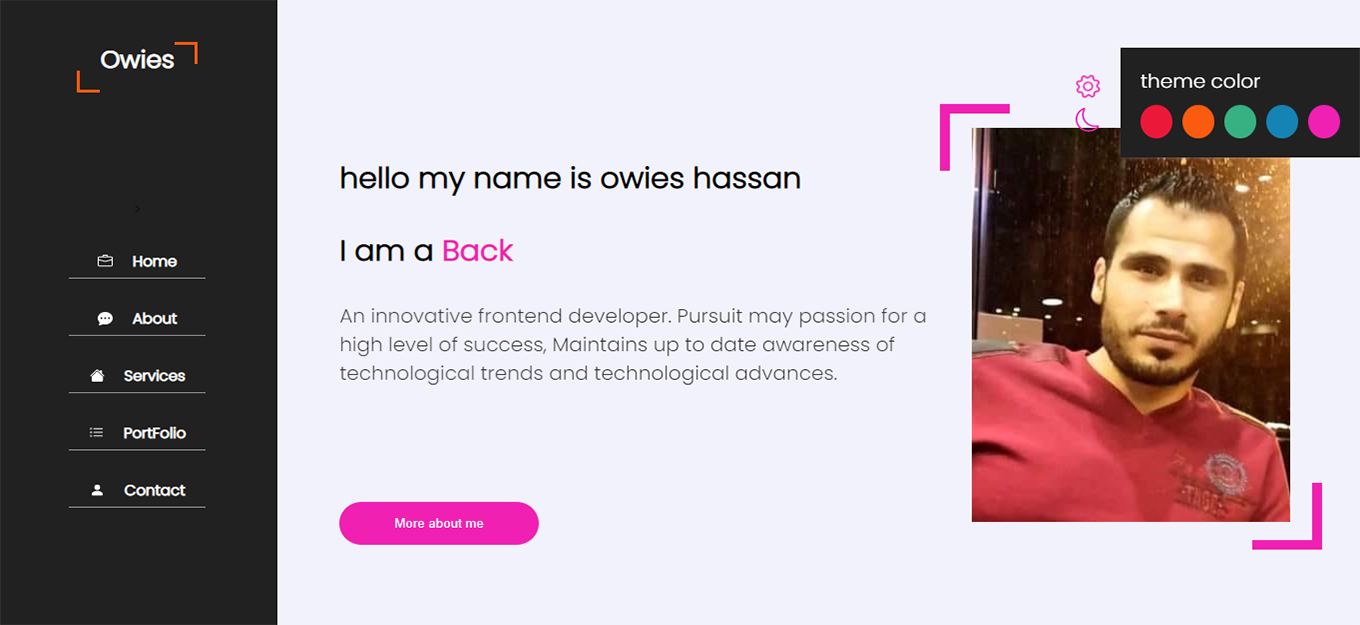 Owies
Home
About
Services
PortFolio
Contact
hello my name is owies hassan
I am a Back
An innovative frontend developer. Pursuit may passion for a
high level of success, Maintains up to date awareness of
technological trends and technological advances.
More about me
theme color